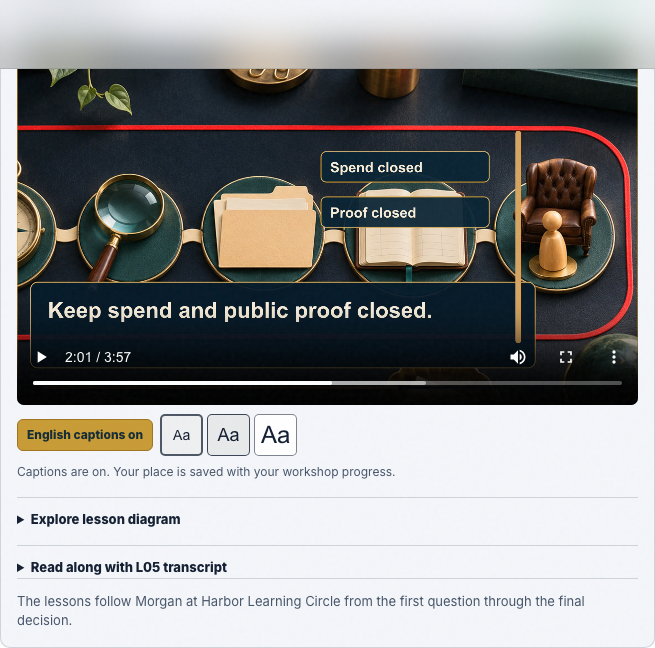 Spend closed
Proof closed
Keep spend and public proof closed.
2:01 / 3:57
English captions on
Aa
Aa
Aa
Captions are on. Your place is saved with your workshop progress.
Explore lesson diagram
Read along with L05 transcript
The lessons follow Morgan at Harbor Learning Circle from the first question through the final
decision.